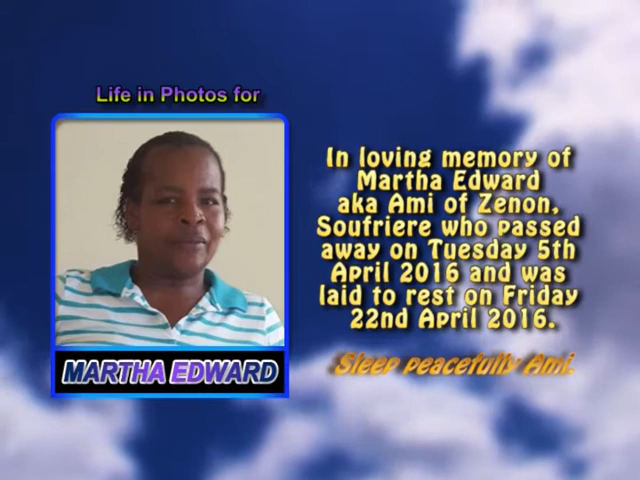 Life in Photos for
MARTHA EDWARD
In loving memory of
Martha Edward
aka Ami of Zenon,
Soufriere who passed
away on Tuesday 5th
April 2016 and was
laid to rest on Friday
22nd April 2016.
Sleep peacefully Ami.